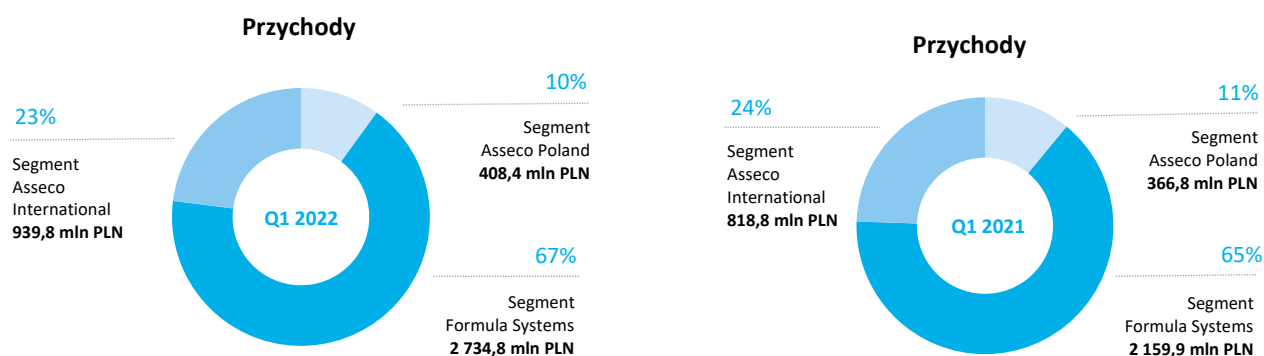 Przychody
23%
Segment
Asseco
International
939,8 mln PLN
10%
Segment
Asseco Poland
408,4 mln PLN
Q1 2022
67%
Segment
Formula Systems
2 734,8 mln PLN
Przychody
24%
Segment
Asseco
International
818,8 mln PLN
11%
Segment
Asseco Poland
366,8 mln PLN
Q1 2021
65%
Segment
Formula Systems
2 159,9 mln PLN